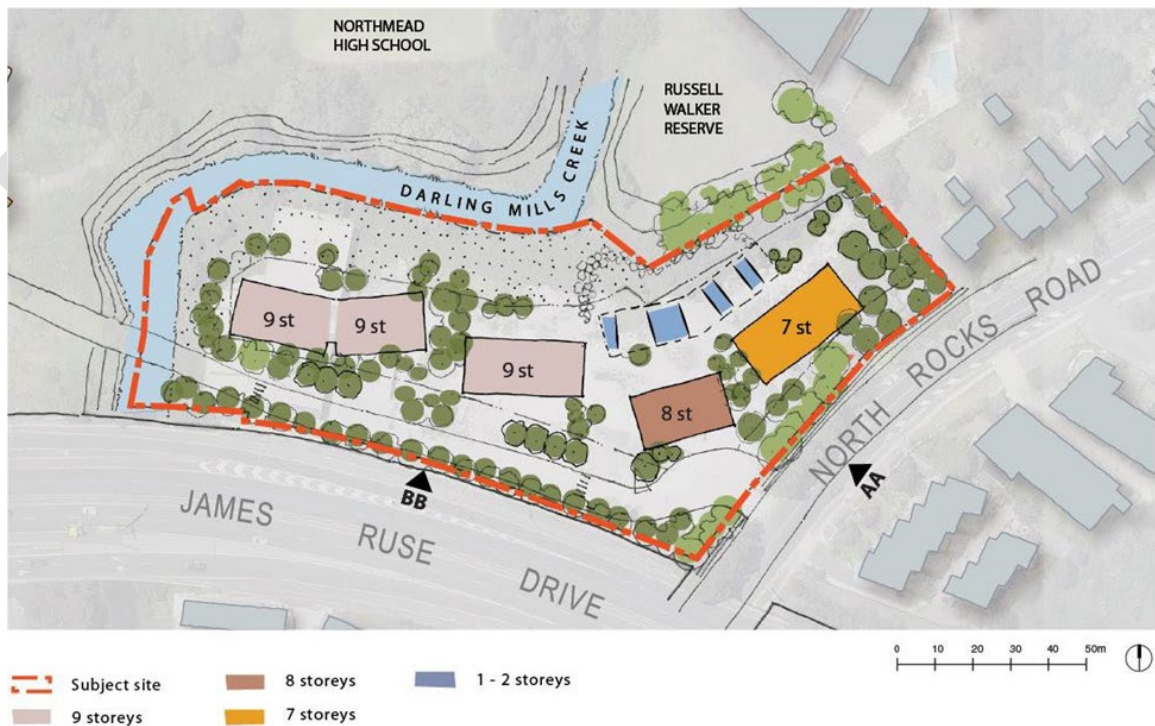 NORTHMEAD
HIGH SCHOOL
RUSSELL
WALKER
RESERVE
DARLING MILLS CREEK
9 st
9 st
9 st
7 st
8 st
NORTH ROCKS ROAD
AA
BB
JAMES RUSE DRIVE
0 10 20 30 40 50m
Subject site
8 storeys
1 - 2 storeys
9 storeys
7 storeys